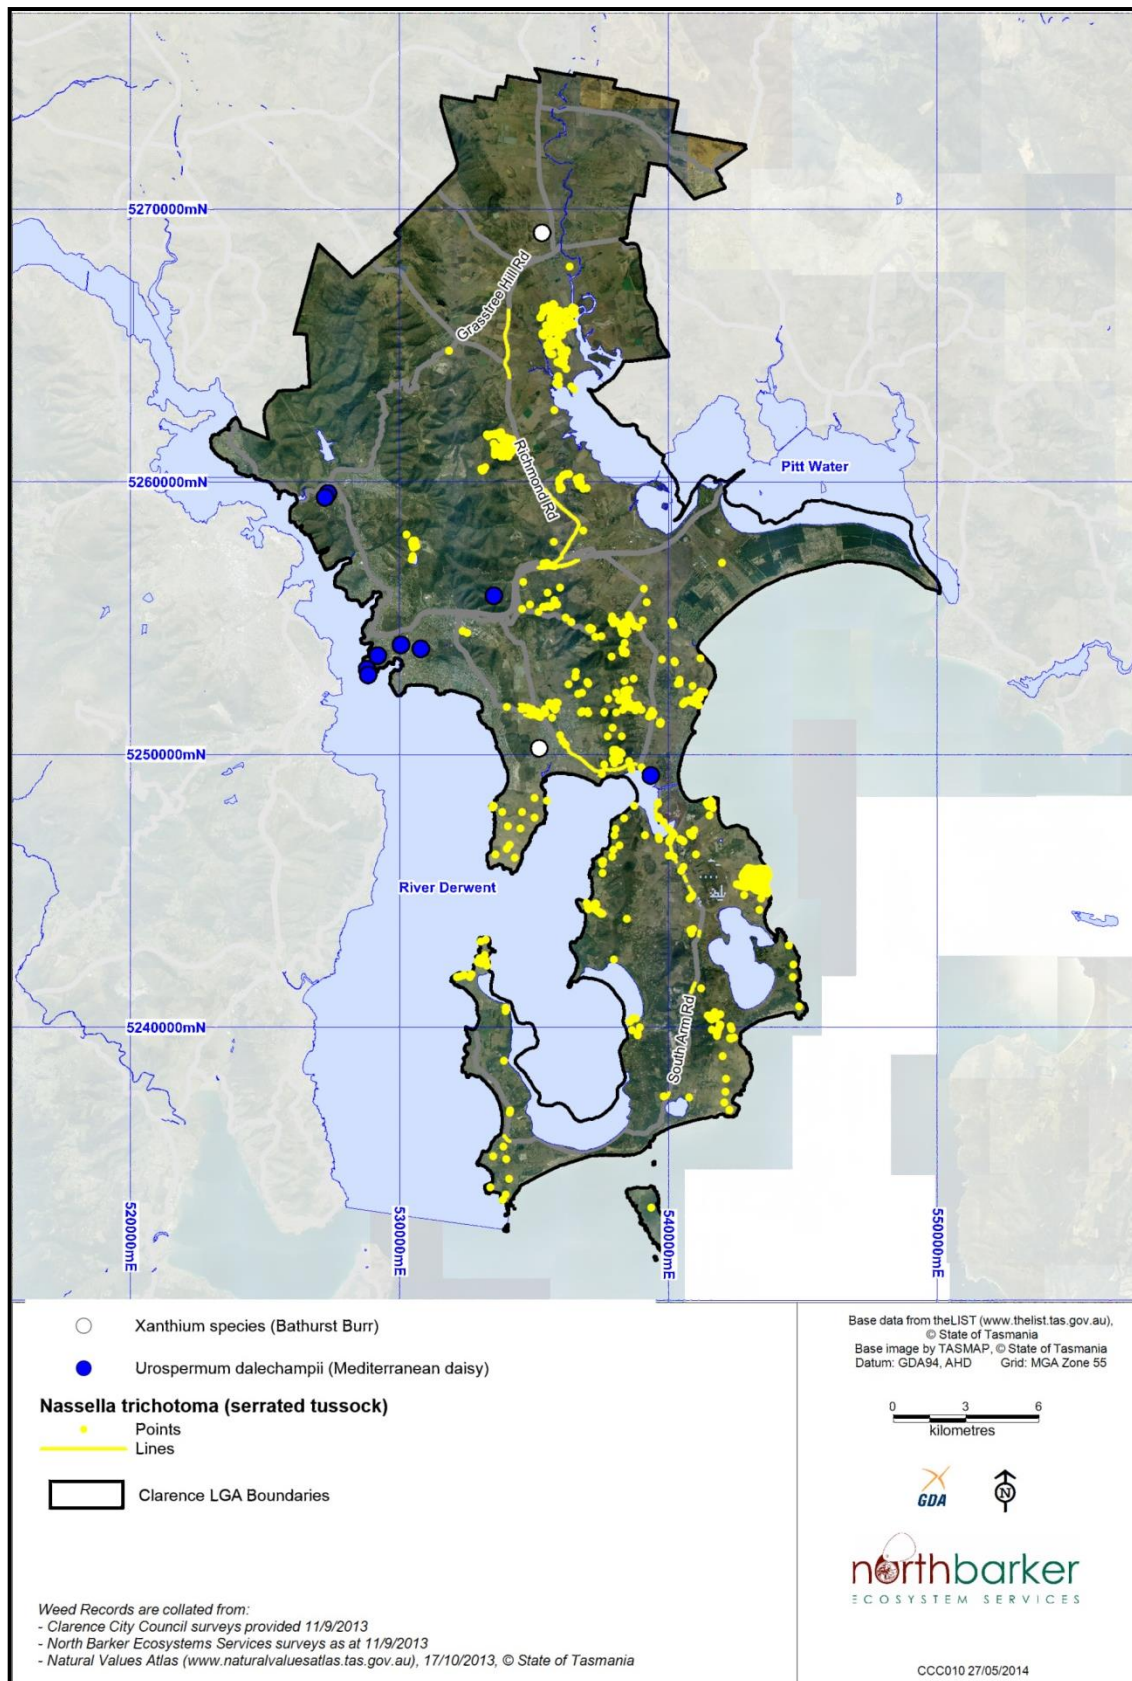 5270000mN
Grasstree Hill Rd
Richmond Rd
Pitt Water
5260000mN
5250000mN
River Derwent
5240000mN
South Arm Rd
520000mE
530000mE
540000mE
550000mE
Xanthium species (Bathurst Burr)
Urospermum dalechampii (Mediterranean daisy)
Nassella trichotoma (serrated tussock)
Points
Lines
Clarence LGA Boundaries
Weed Records are collated from:
- Clarence City Council surveys provided 11/9/2013
- North Barker Ecosystems Services surveys as at 11/9/2013
- Natural Values Atlas (www.naturalvaluesatlas.tas.gov.au), 17/10/2013, © State of Tasmania
Base data from theLIST (www.thelist.tas.gov.au),
© State of Tasmania
Base image by TASMAP, © State of Tasmania
Datum: GDA94, AHD Grid: MGA Zone 55
0 3 6
kilometres
GDA
N
northbarker
ECOSYSTEM SERVICES
CCC010 27/05/2014